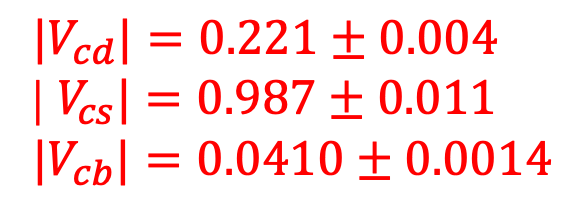 |V_cd| = 0.221 ± 0.004
| V_cs| = 0.987 ± 0.011
|V_cb| = 0.0410 ± 0.0014